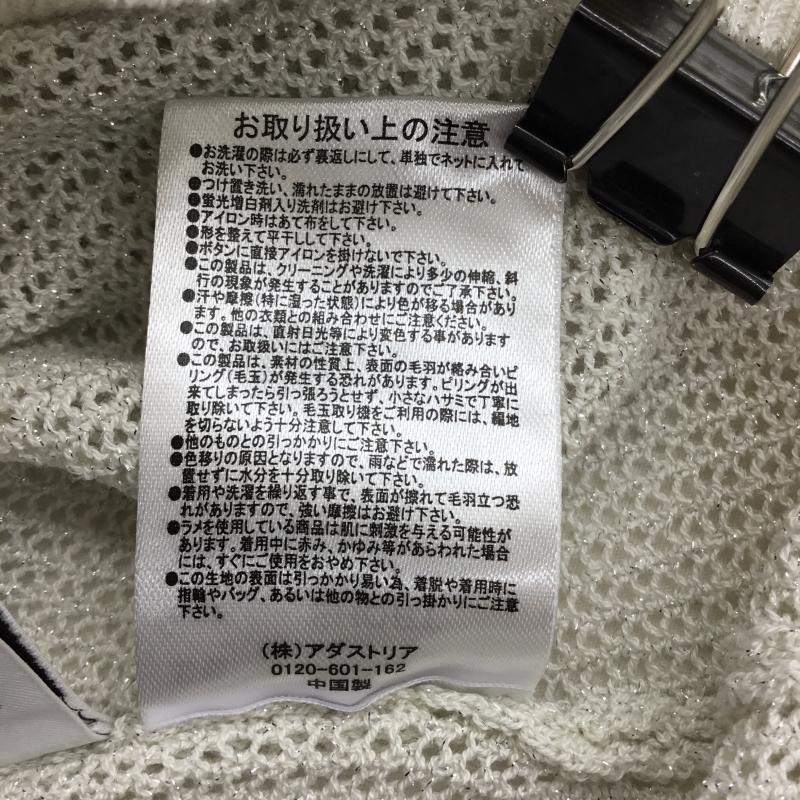 お取り扱い上の注意
●お洗濯の際は必ず裏返しにして、単独でネットに入れて
お洗い下さい。
●つけ置き洗い、濡れたままの放置は避けて下さい。
●蛍光増白剤入り洗剤はお避け下さい。
●アイロン時はあて布をして下さい。
●形を整えて平干しして下さい。
●ボタンに直接アイロンを掛けないで下さい。
●この製品は、クリーニングや洗濯により多少の伸縮、斜
行の現象が発生することがありますのでご了承下さい。
●汗や摩擦(特に湿った状態)により色が移る場合があり
ます。他の衣類との組み合わせにご注意ください。
●この製品は、直射日光等により変色する事があります
ので、お取扱いにはご注意下さい。
●この製品は、素材の性質上、表面の毛羽が絡み合いピ
リング(毛玉)が発生する恐れがあります。ピリングが出
来てしまったら引っ張ろうとせず、小さなハサミで丁寧に
取り除いて下さい。毛玉取り機をご利用の際には、編地
を切らないよう十分注意して下さい。
●他のものとの引っかかりにご注意下さい。
●色移りの原因となりますので、雨などで濡れた際は、放
置せずに水分を十分取り除いて下さい。
●着用や洗濯を繰り返す事で、表面が擦れて毛羽立つ恐
れがありますので、強い摩擦はお避け下さい。
●ラメを使用している商品は肌に刺激を与える可能性が
あります。着用中に赤み、かゆみ等があらわれた場合
には、すぐにご使用をおやめ下さい。
●この生地の表面は引っかかり易い為、着脱や着用時に
指輪やバッグ、あるいは他の物との引っ掛かりにご注意
下さい。
(株)アダストリア
0120-601-162
中国製